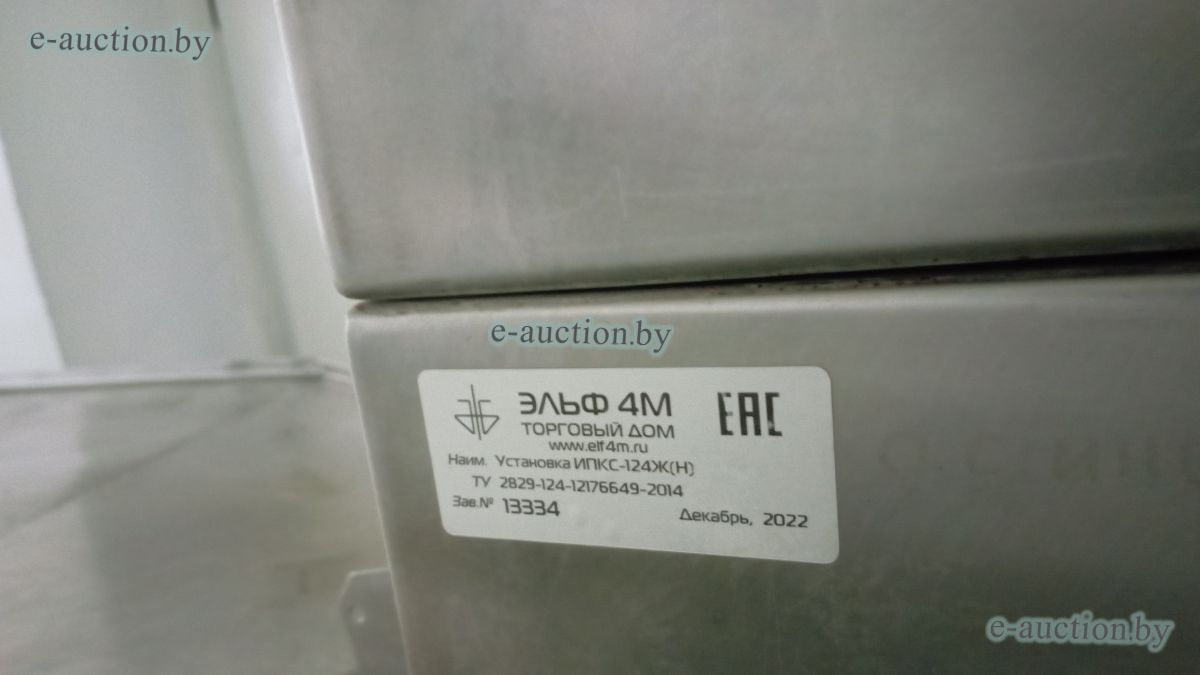 e-auction.by
e-auction.by
ЭЛЬФ 4М
ТОРГОВЫЙ ДОМ
www.elf4m.ru
ЕАС
Наим. Установка ИПКС-124Ж(Н)
ТУ 2829-124-12176649-2014
Зав.№ 13334
Декабрь, 2022
e-auction.by